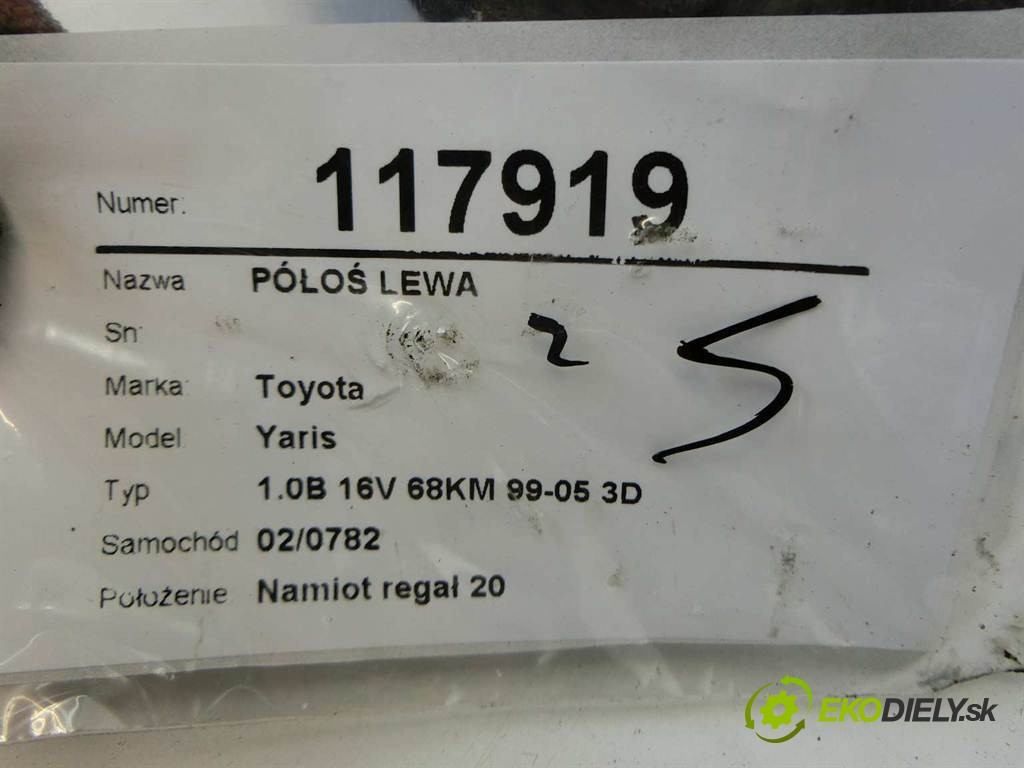 Numer: 117919
Nazwa PÓŁOŚ LEWA
Sn:
2 5
Marka: Toyota
Model Yaris
Typ 1.0B 16V 68KM 99-05 3D
Samochód 02/0782
Położenie Namiot regał 20
EKODIELY.sk